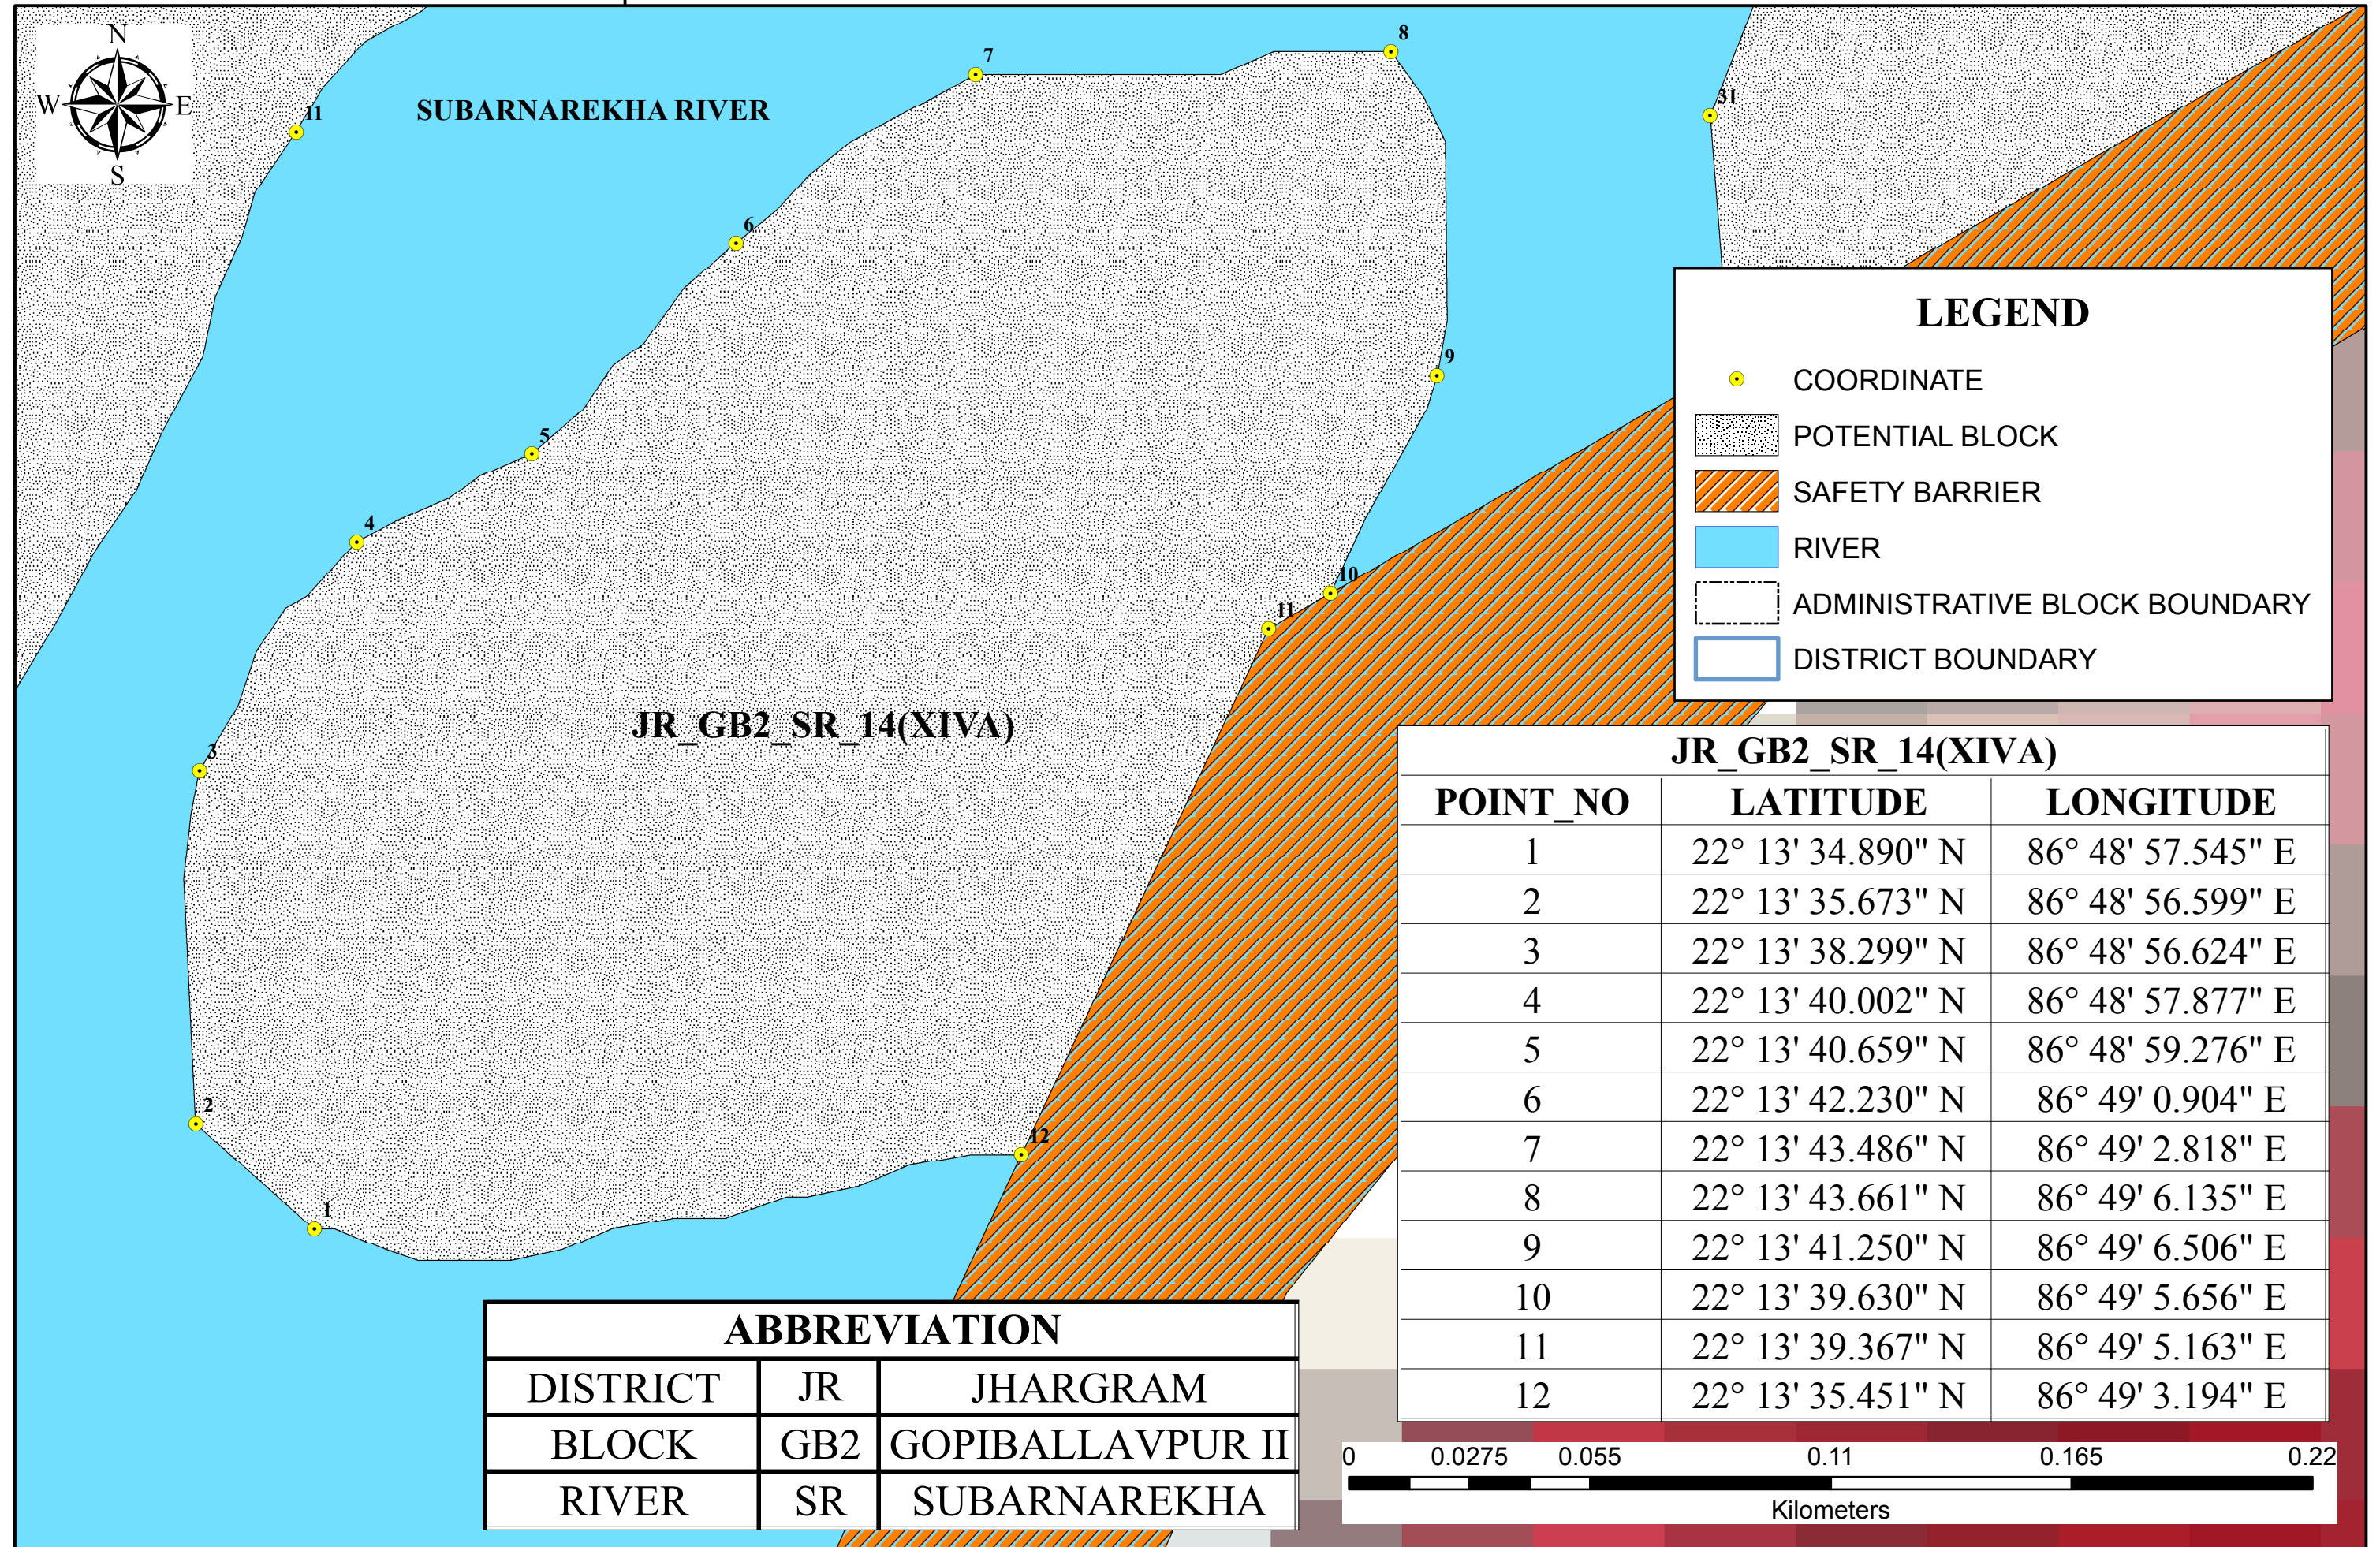 N
W E
S
11
SUBARNAREKHA RIVER
7
8
31
6
9
5
4
10
11
3
JR_GB2_SR_14(XIVA)
2
12
1
LEGEND
COORDINATE
POTENTIAL BLOCK
SAFETY BARRIER
RIVER
ADMINISTRATIVE BLOCK BOUNDARY
DISTRICT BOUNDARY
JR_GB2_SR_14(XIVA)
POINT_NO LATITUDE LONGITUDE
1 22° 13' 34.890" N 86° 48' 57.545" E
2 22° 13' 35.673" N 86° 48' 56.599" E
3 22° 13' 38.299" N 86° 48' 56.624" E
4 22° 13' 40.002" N 86° 48' 57.877" E
5 22° 13' 40.659" N 86° 48' 59.276" E
6 22° 13' 42.230" N 86° 49' 0.904" E
7 22° 13' 43.486" N 86° 49' 2.818" E
8 22° 13' 43.661" N 86° 49' 6.135" E
9 22° 13' 41.250" N 86° 49' 6.506" E
10 22° 13' 39.630" N 86° 49' 5.656" E
11 22° 13' 39.367" N 86° 49' 5.163" E
12 22° 13' 35.451" N 86° 49' 3.194" E
ABBREVIATION
DISTRICT JR JHARGRAM
BLOCK GB2 GOPIBALLAVPUR II
RIVER SR SUBARNAREKHA
0 0.0275 0.055 0.11 0.165 0.22
Kilometers